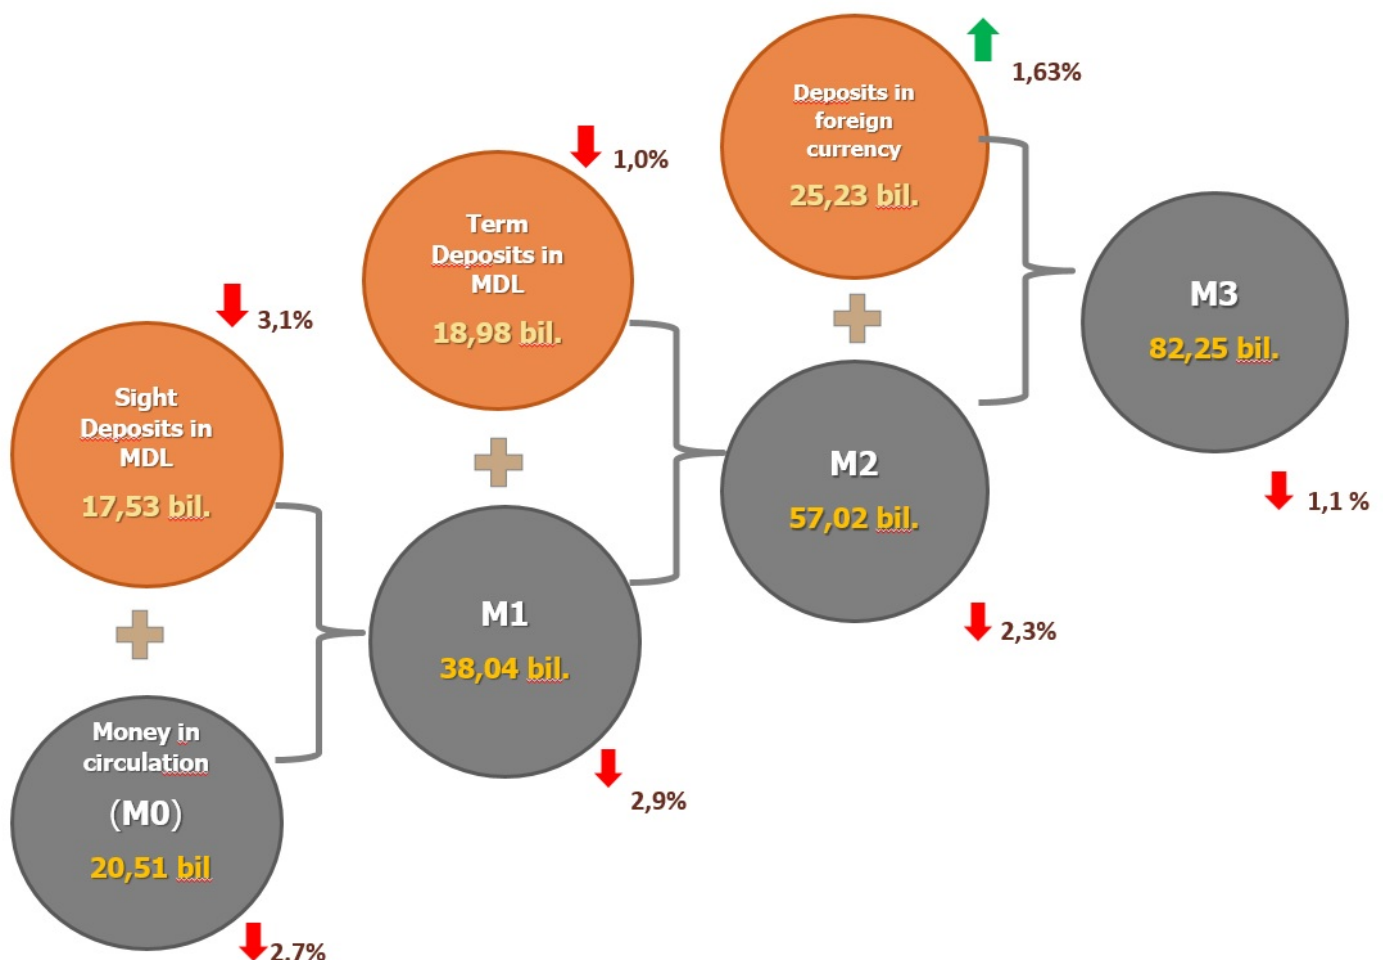 Sight
Deposits in
MDL
17,53 bil.
3,1%
Money in
circulation
(M0)
20,51 bil
2,7%
Term
Deposits in
MDL
18,98 bil.
1,0%
M1
38,04 bil.
2,9%
Deposits in
foreign
currency
25,23 bil.
1,63%
M2
57,02 bil.
2,3%
M3
82,25 bil.
1,1 %